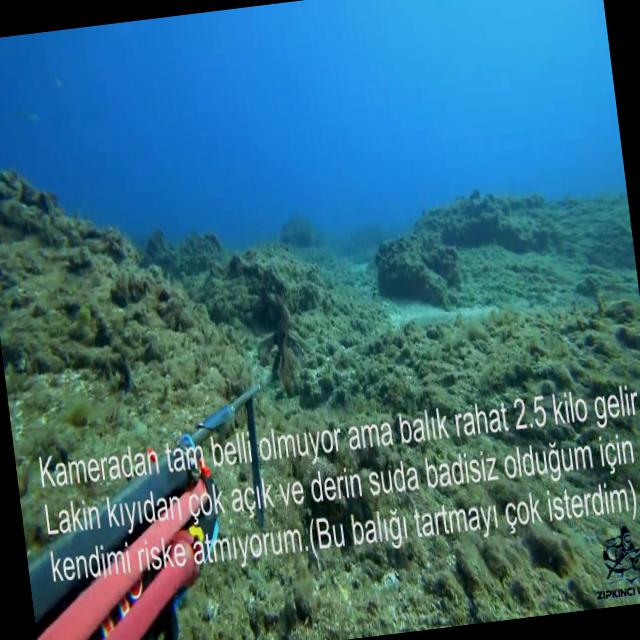 Kameradan tam belli olmuyor ama balık rahat 2.5 kilo gelir
Lakin kıyıdan çok açık ve derin suda badisiz olduğum için
kendimi riske atmıyorum.(Bu balığı tartmayı çok isterdim)
ZIPKINCI